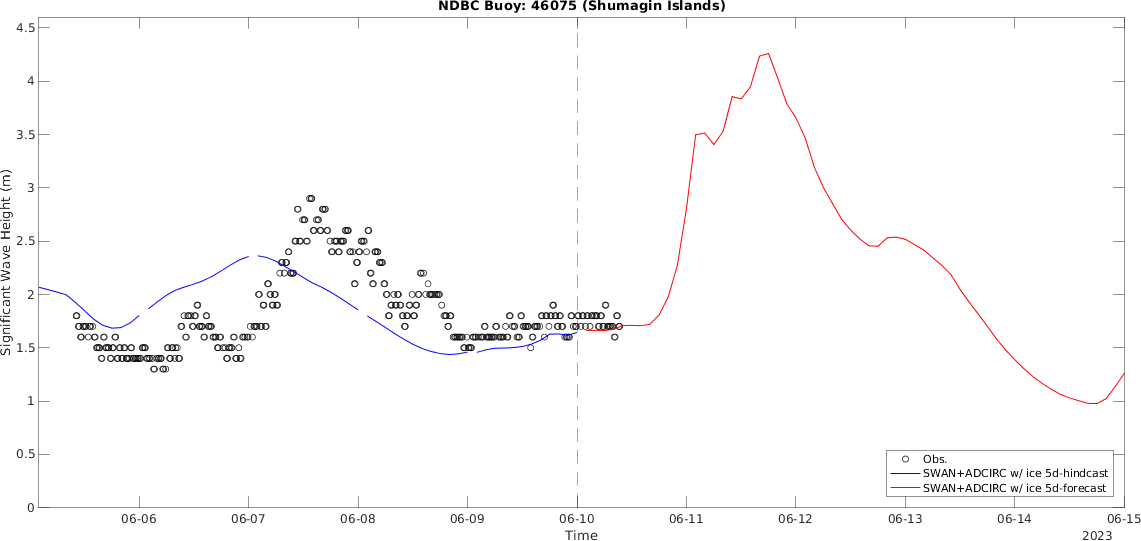 NDBC Buoy: 46075 (Shumagin Islands)
4.5
4
3.5
3
2.5
2
1.5
1
0.5
0
Significant Wave Height (m)
Obs.
SWAN+ADCIRC w/ ice 5d-hindcast
SWAN+ADCIRC w/ ice 5d-forecast
06-06 06-07 06-08 06-09 06-10 06-11 06-12 06-13 06-14 06-15
Time
2023